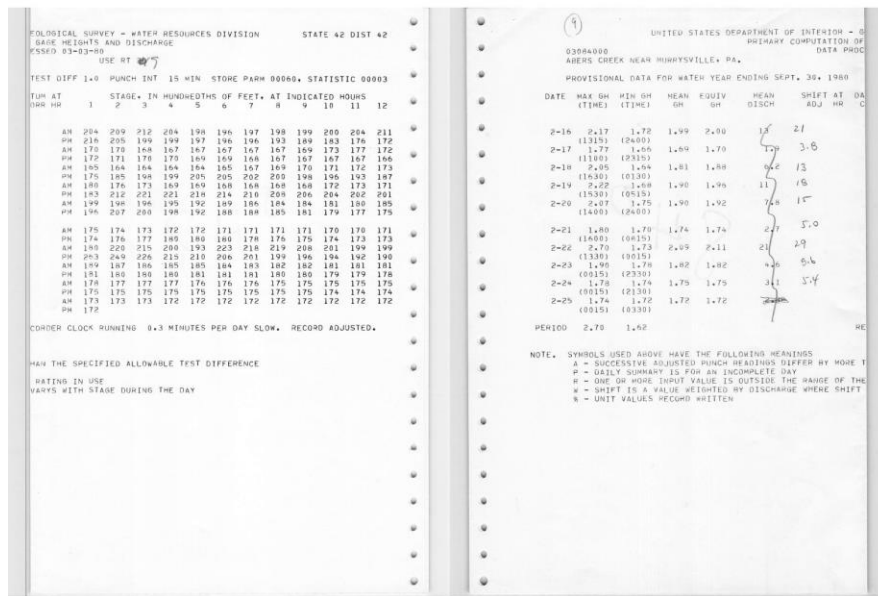 EOLOGICAL SURVEY - WATER RESOURCES DIVISION STATE 42 DIST 42
GAGE HEIGHTS AND DISCHARGE
ESSED 03-03-80
USE RT
TEST DIFF 1.0 PUNCH INT 15 MIN STORE PARM 00060, STATISTIC 00003
TUM AT STAGE, IN HUNDREDTHS OF FEET, AT INDICATED HOURS
ORR HR 1 2 3 4 5 6 7 8 9 10 11 12
AM 204 209 212 204 198 196 197 198 199 200 204 211
PM 216 205 199 199 197 196 196 193 189 183 176 172
AM 170 170 168 167 167 167 167 167 169 173 177 172
PM 172 171 170 170 169 169 168 167 167 167 167 166
AM 165 164 164 164 164 165 167 169 170 171 172 173
PM 175 185 198 199 205 205 202 200 198 196 193 187
AM 180 176 173 169 169 168 168 168 168 172 173 171
PM 183 212 221 221 218 214 210 208 206 204 202 201
AM 199 198 196 195 192 189 186 184 184 181 180 185
PM 196 207 200 198 192 188 188 185 181 179 177 175
AM 175 174 173 172 172 171 171 171 171 170 170 171
PM 174 176 177 180 180 180 178 176 175 174 173 173
AM 180 220 215 200 193 223 218 219 208 201 199 199
PM 263 249 226 215 210 206 201 199 196 194 192 190
AM 189 187 186 185 185 184 183 182 182 181 181 181
PM 181 180 180 180 181 181 181 180 180 179 179 178
AM 178 177 177 177 176 176 176 175 175 175 175 175
PM 175 175 175 175 175 175 175 175 175 174 174 174
AM 173 173 173 172 172 172 172 172 172 172 172 172
PM 172
CORDER CLOCK RUNNING 0.3 MINUTES PER DAY SLOW. RECORD ADJUSTED.
HAN THE SPECIFIED ALLOWABLE TEST DIFFERENCE
RATING IN USE
VARYS WITH STAGE DURING THE DAY
9
UNITED STATES DEPARTMENT OF INTERIOR - G
PRIMARY COMPUTATION OF
03084000 DATA PROC
ABERS CREEK NEAR MURRYSVILLE, PA.
PROVISIONAL DATA FOR WATER YEAR ENDING SEPT. 30, 1980
DATE MAX GH MIN GH MEAN EQUIV MEAN SHIFT AT DA
(TIME) (TIME) GH GH DISCH ADJ HR C
2-16 2.17 1.72 1.99 2.00 13 21
(1315) (2400)
2-17 1.77 1.66 1.69 1.70 3.8
(1100) (2315)
2-18 2.05 1.64 1.81 1.88 6.2 13
(1630) (0130)
2-19 2.22 1.68 1.90 1.96 11 18
(1530) (0515)
2-20 2.07 1.75 1.90 1.92 7.8 15
(1400) (2400)
2-21 1.80 1.70 1.74 1.74 2.7 5.0
(1600) (0815)
2-22 2.70 1.73 2.09 2.11 21 29
(1330) (0015)
2-23 1.90 1.78 1.82 1.82
(0015) (2330)
2-24 1.78 1.74 1.75 1.75 3.1 5.4
(0015) (2130)
2-25 1.74 1.72 1.72 1.72
(0015) (0330)
PERIOD 2.70 1.62 RE
NOTE. SYMBOLS USED ABOVE HAVE THE FOLLOWING MEANINGS
A - SUCCESSIVE ADJUSTED PUNCH READINGS DIFFER BY MORE T
P - DAILY SUMMARY IS FOR AN INCOMPLETE DAY
R - ONE OR MORE INPUT VALUE IS OUTSIDE THE RANGE OF THE
W - SHIFT IS A VALUE WEIGHTED BY DISCHARGE WHERE SHIFT
- UNIT VALUES RECORD WRITTEN